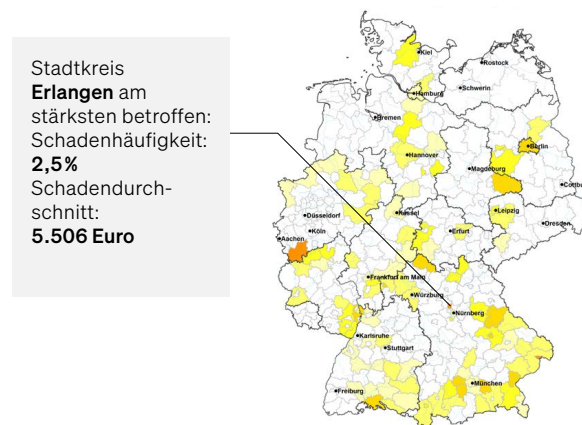 Stadtkreis
Erlangen am
stärksten betroffen:
Schadenhäufigkeit:
2,5%
Schadendurch-
schnitt:
5.506 Euro
Kiel
Rostock
Hamburg
Schwerin
Bremen
Berlin
Hannover
Magdeburg
Cottbu
Düsseldorf
Kassel
Leipzig
Aachen
Köln
Erfurt
Dresden
Frankfurt am Main
Würzburg
Nürnberg
Karlsruhe
Stuttgart
Freiburg
München